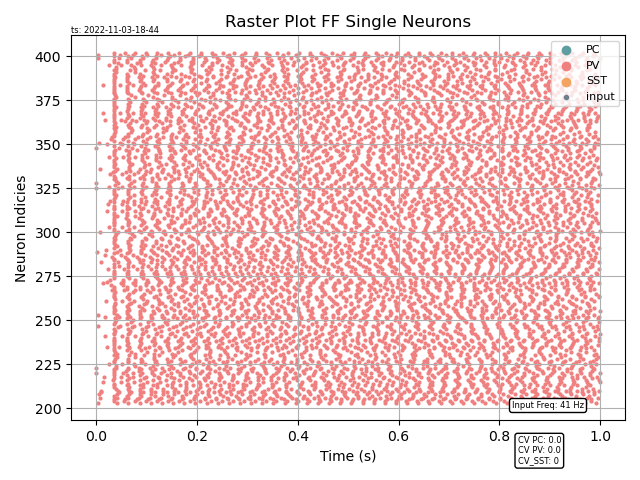 Raster Plot FF Single Neurons
ts: 2022-11-03-18-44
PC
PV
SST
input
Neuron Indicies
400
375
350
325
300
275
250
225
200
Input Freq: 41 Hz
0.0 0.2 0.4 0.6 0.8 1.0
Time (s)
CV PC: 0.0
CV PV: 0.0
CV_SST: 0